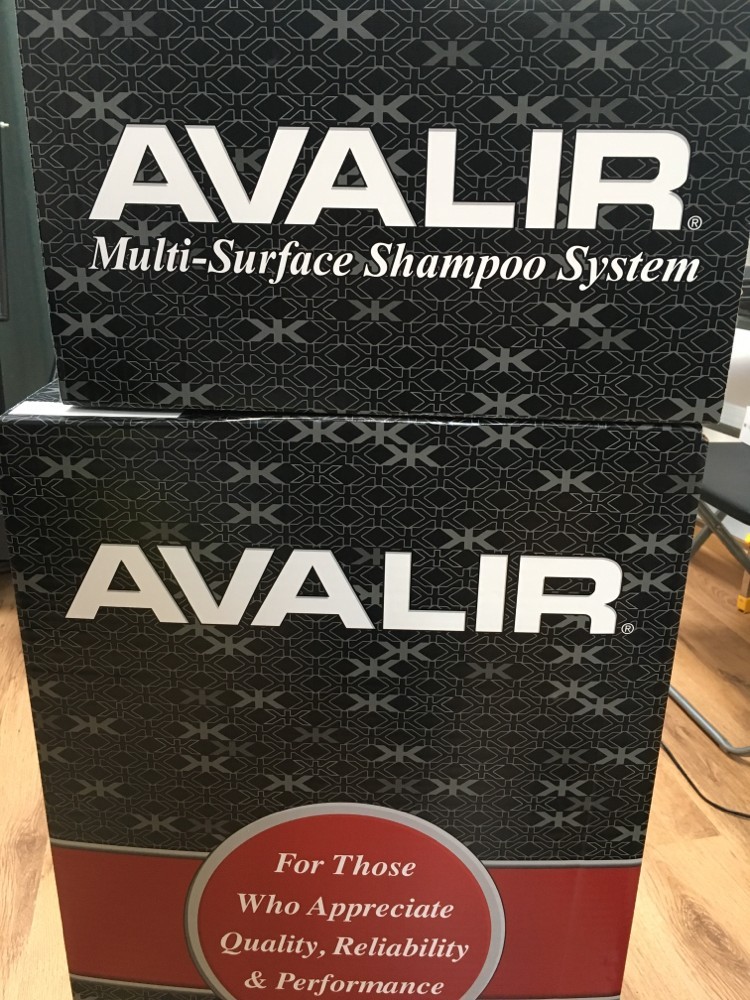 AVALIR®
Multi-Surface Shampoo System
AVALIR®
For Those
Who Appreciate
Quality, Reliability
& Performance